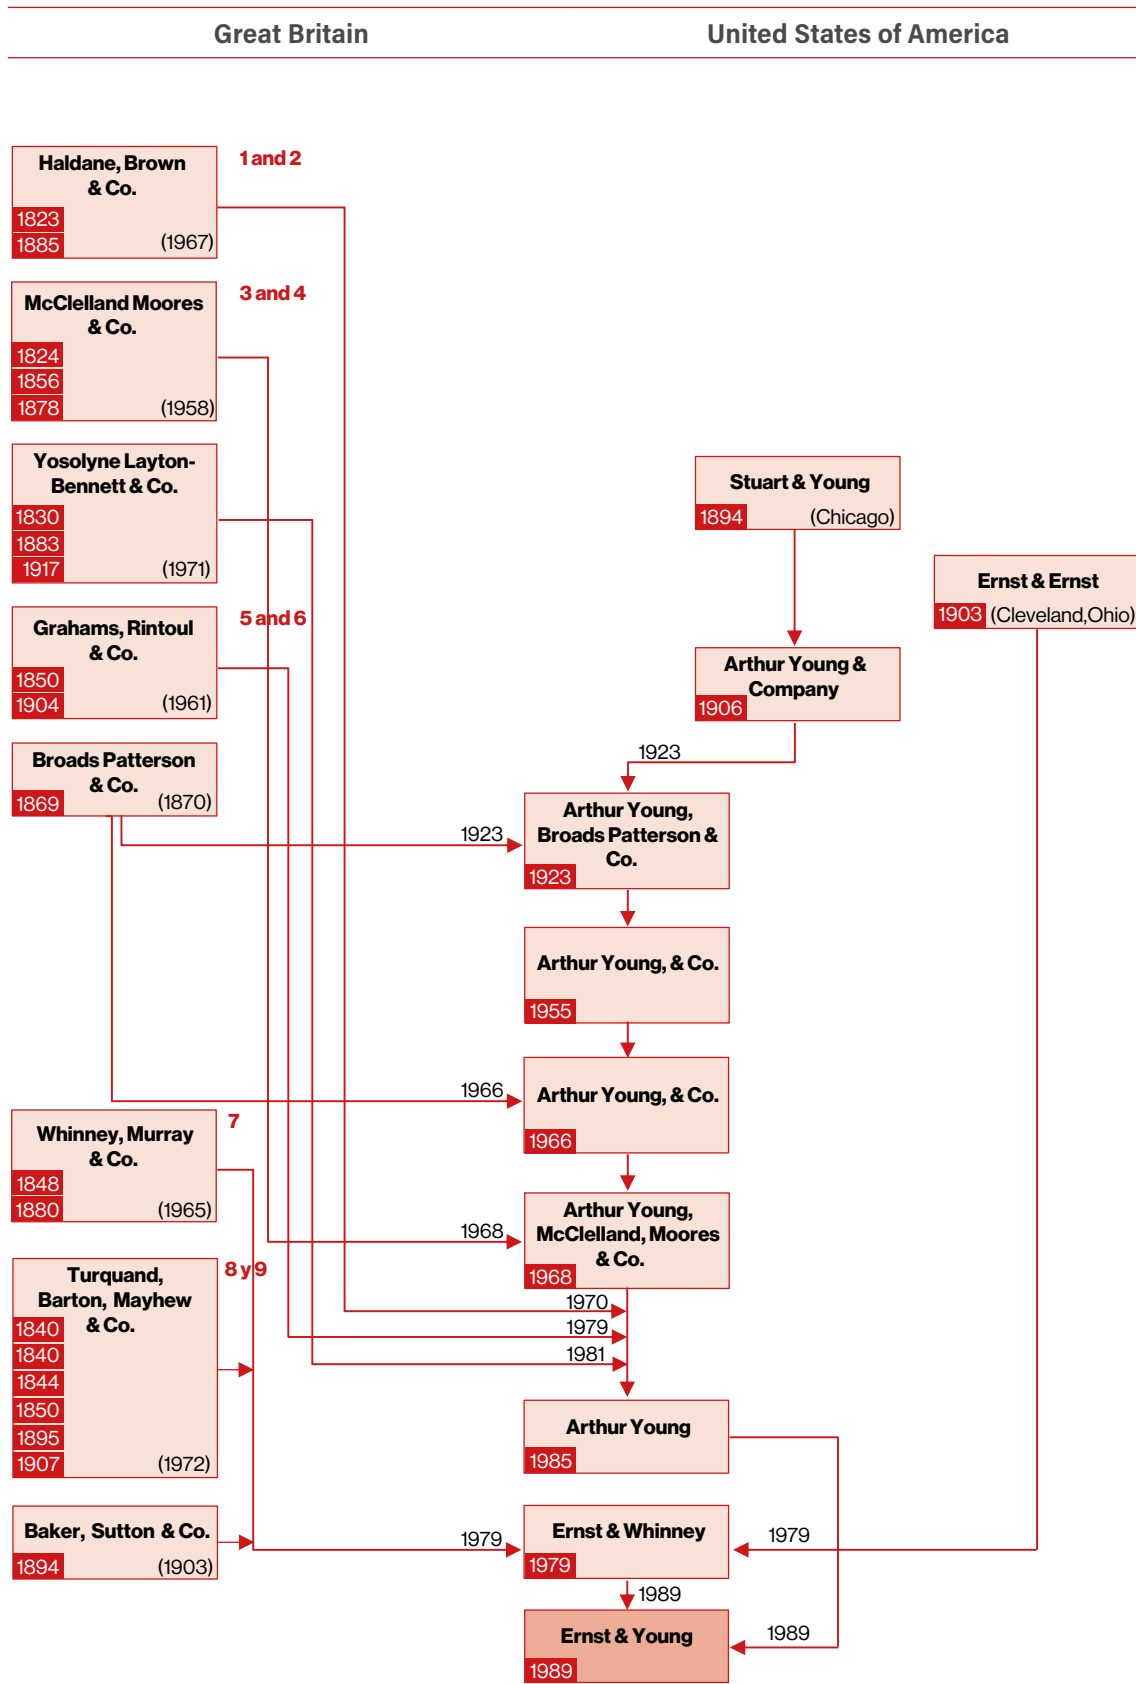 Great Britain
United States of America
Haldane, Brown
& Co.
1823
1885
(1967)
1 and 2
McClelland Moores
& Co.
1824
1856
1878
(1958)
3 and 4
Yosolyne Layton-
Bennett & Co.
1830
1883
1917
(1971)
Grahams, Rintoul
& Co.
1850
1904
(1961)
5 and 6
Broads Patterson
& Co.
1869
(1870)
Stuart & Young
1894
(Chicago)
Ernst & Ernst
1903
(Cleveland,Ohio)
Arthur Young &
Company
1906
1923
1923
Arthur Young,
Broads Patterson &
Co.
1923
Arthur Young, & Co.
1955
1966
Arthur Young, & Co.
1966
Whinney, Murray
& Co.
1848
1880
(1965)
7
1968
Arthur Young,
McClelland, Moores
& Co.
1968
Turquand,
Barton, Mayhew
& Co.
1840
1840
1844
1850
1895
1907
(1972)
8 y 9
1970
1979
1981
Arthur Young
1985
Baker, Sutton & Co.
1894
(1903)
1979
Ernst & Whinney
1979
1979
1989
Ernst & Young
1989
1989